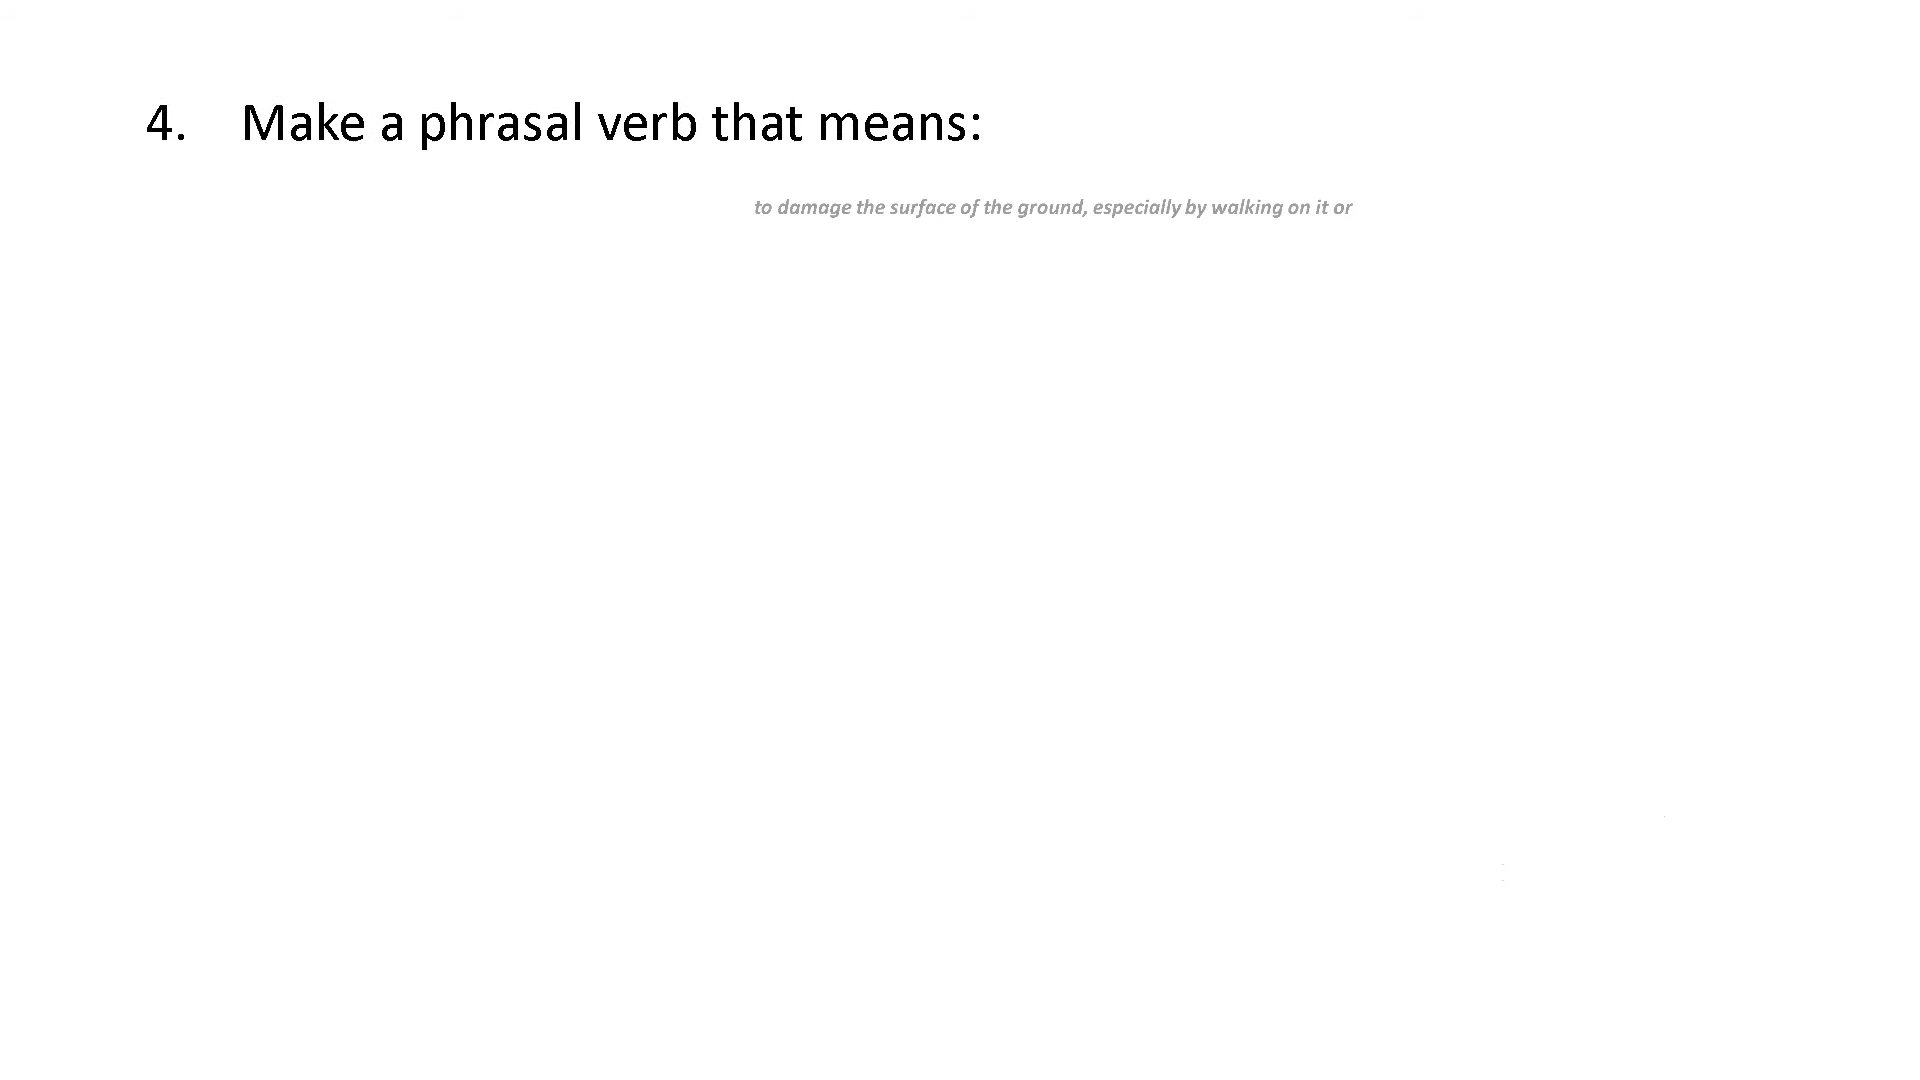 4. Make a phrasal verb that means:
to damage the surface of the ground, especially by walking on it or